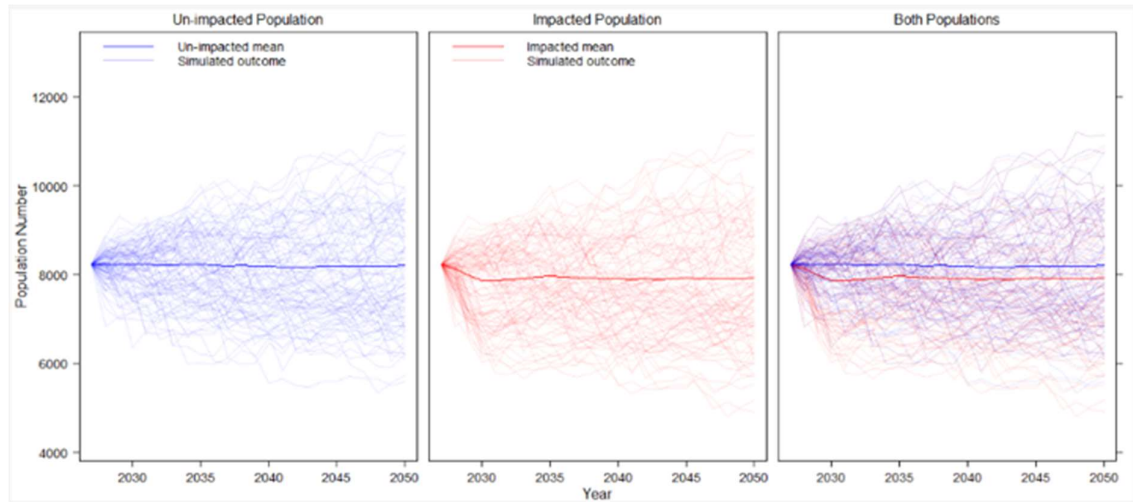 Un-impacted Population
Impacted Population
Both Populations
Un-impacted mean
Simulated outcome
Impacted mean
Simulated outcome
Population Number
12000
10000
8000
6000
4000
2030 2035 2040 2045 2050
2030 2035 2040 2045 2050
2030 2035 2040 2045 2050
Year